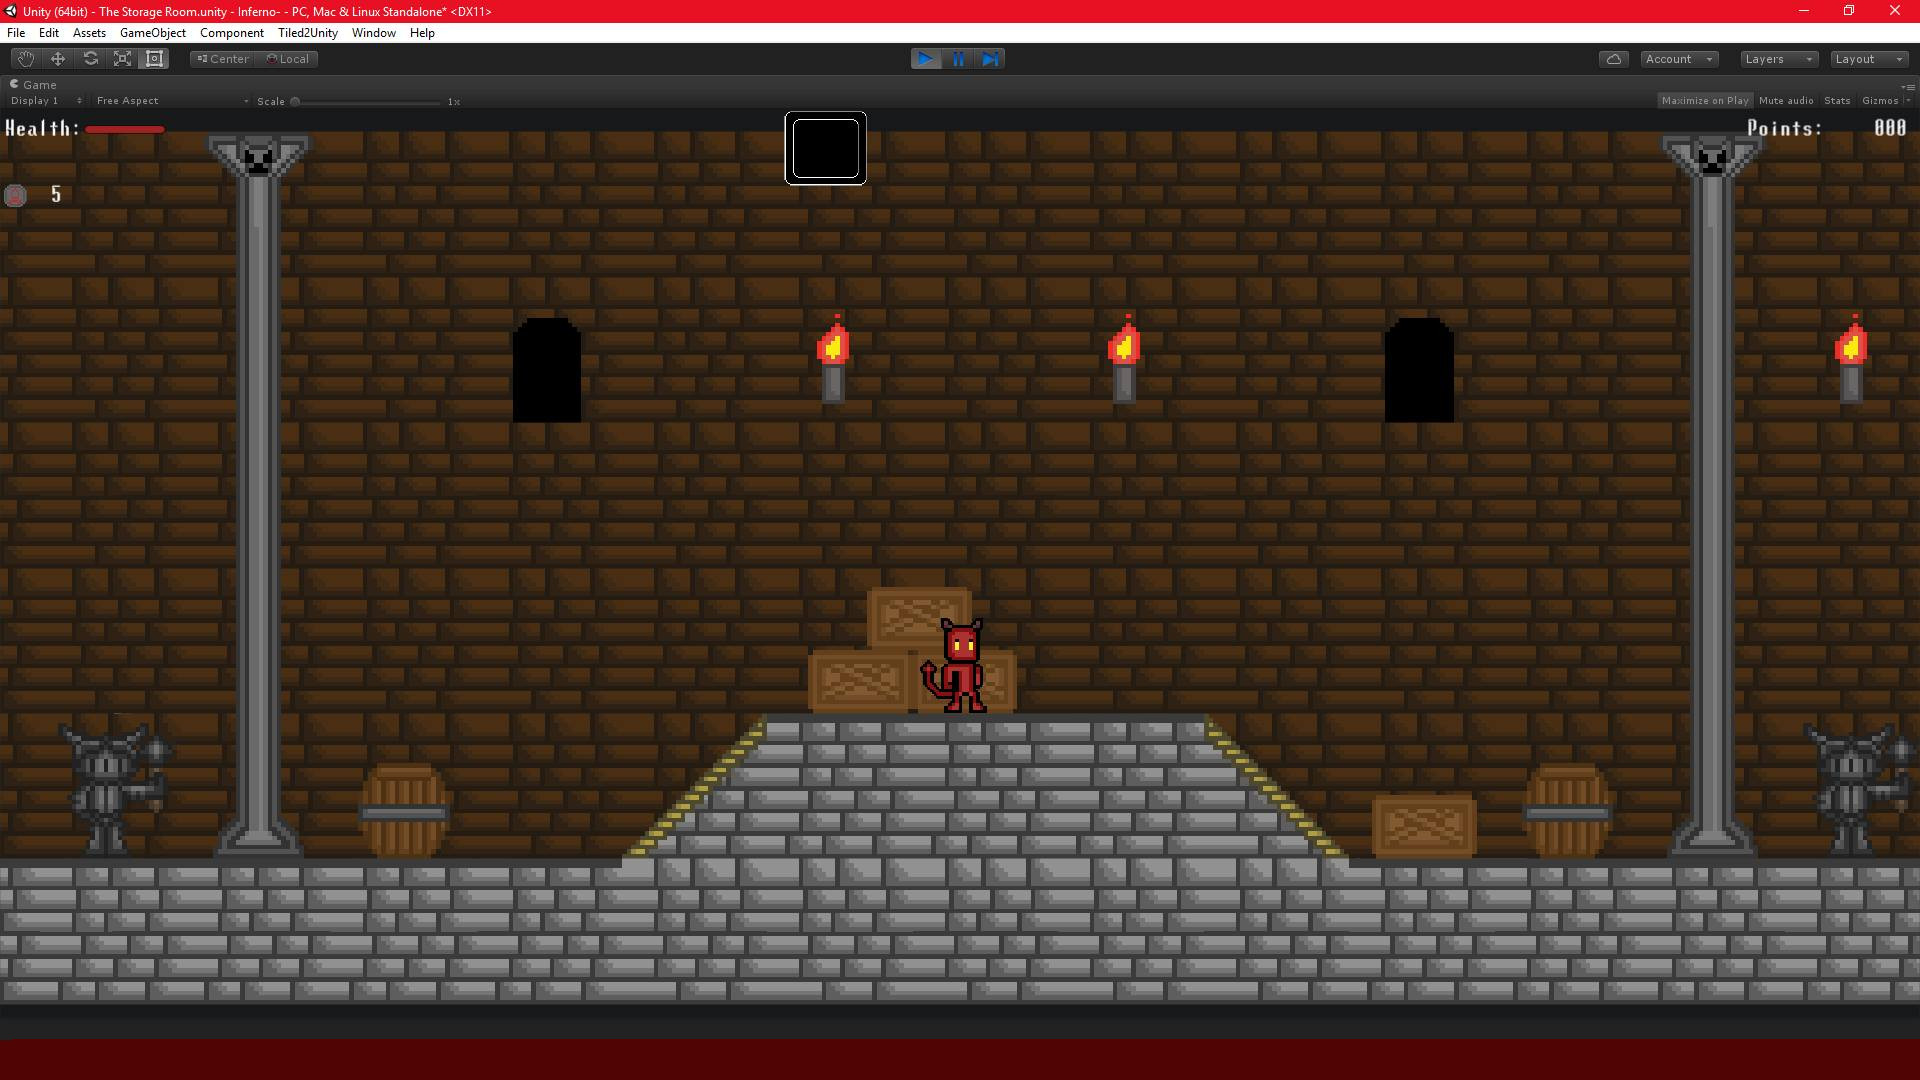 Unity (64bit) - The Storage Room.unity - Inferno- - PC, Mac & Linux Standalone* <DX11>
File Edit Assets GameObject Component Tiled2Unity Window Help
Center Local Account Layers Layout
Game
Display 1 Free Aspect Scale 1x Maximize on Play Mute audio Stats Gizmos
Health: Points: 000
5